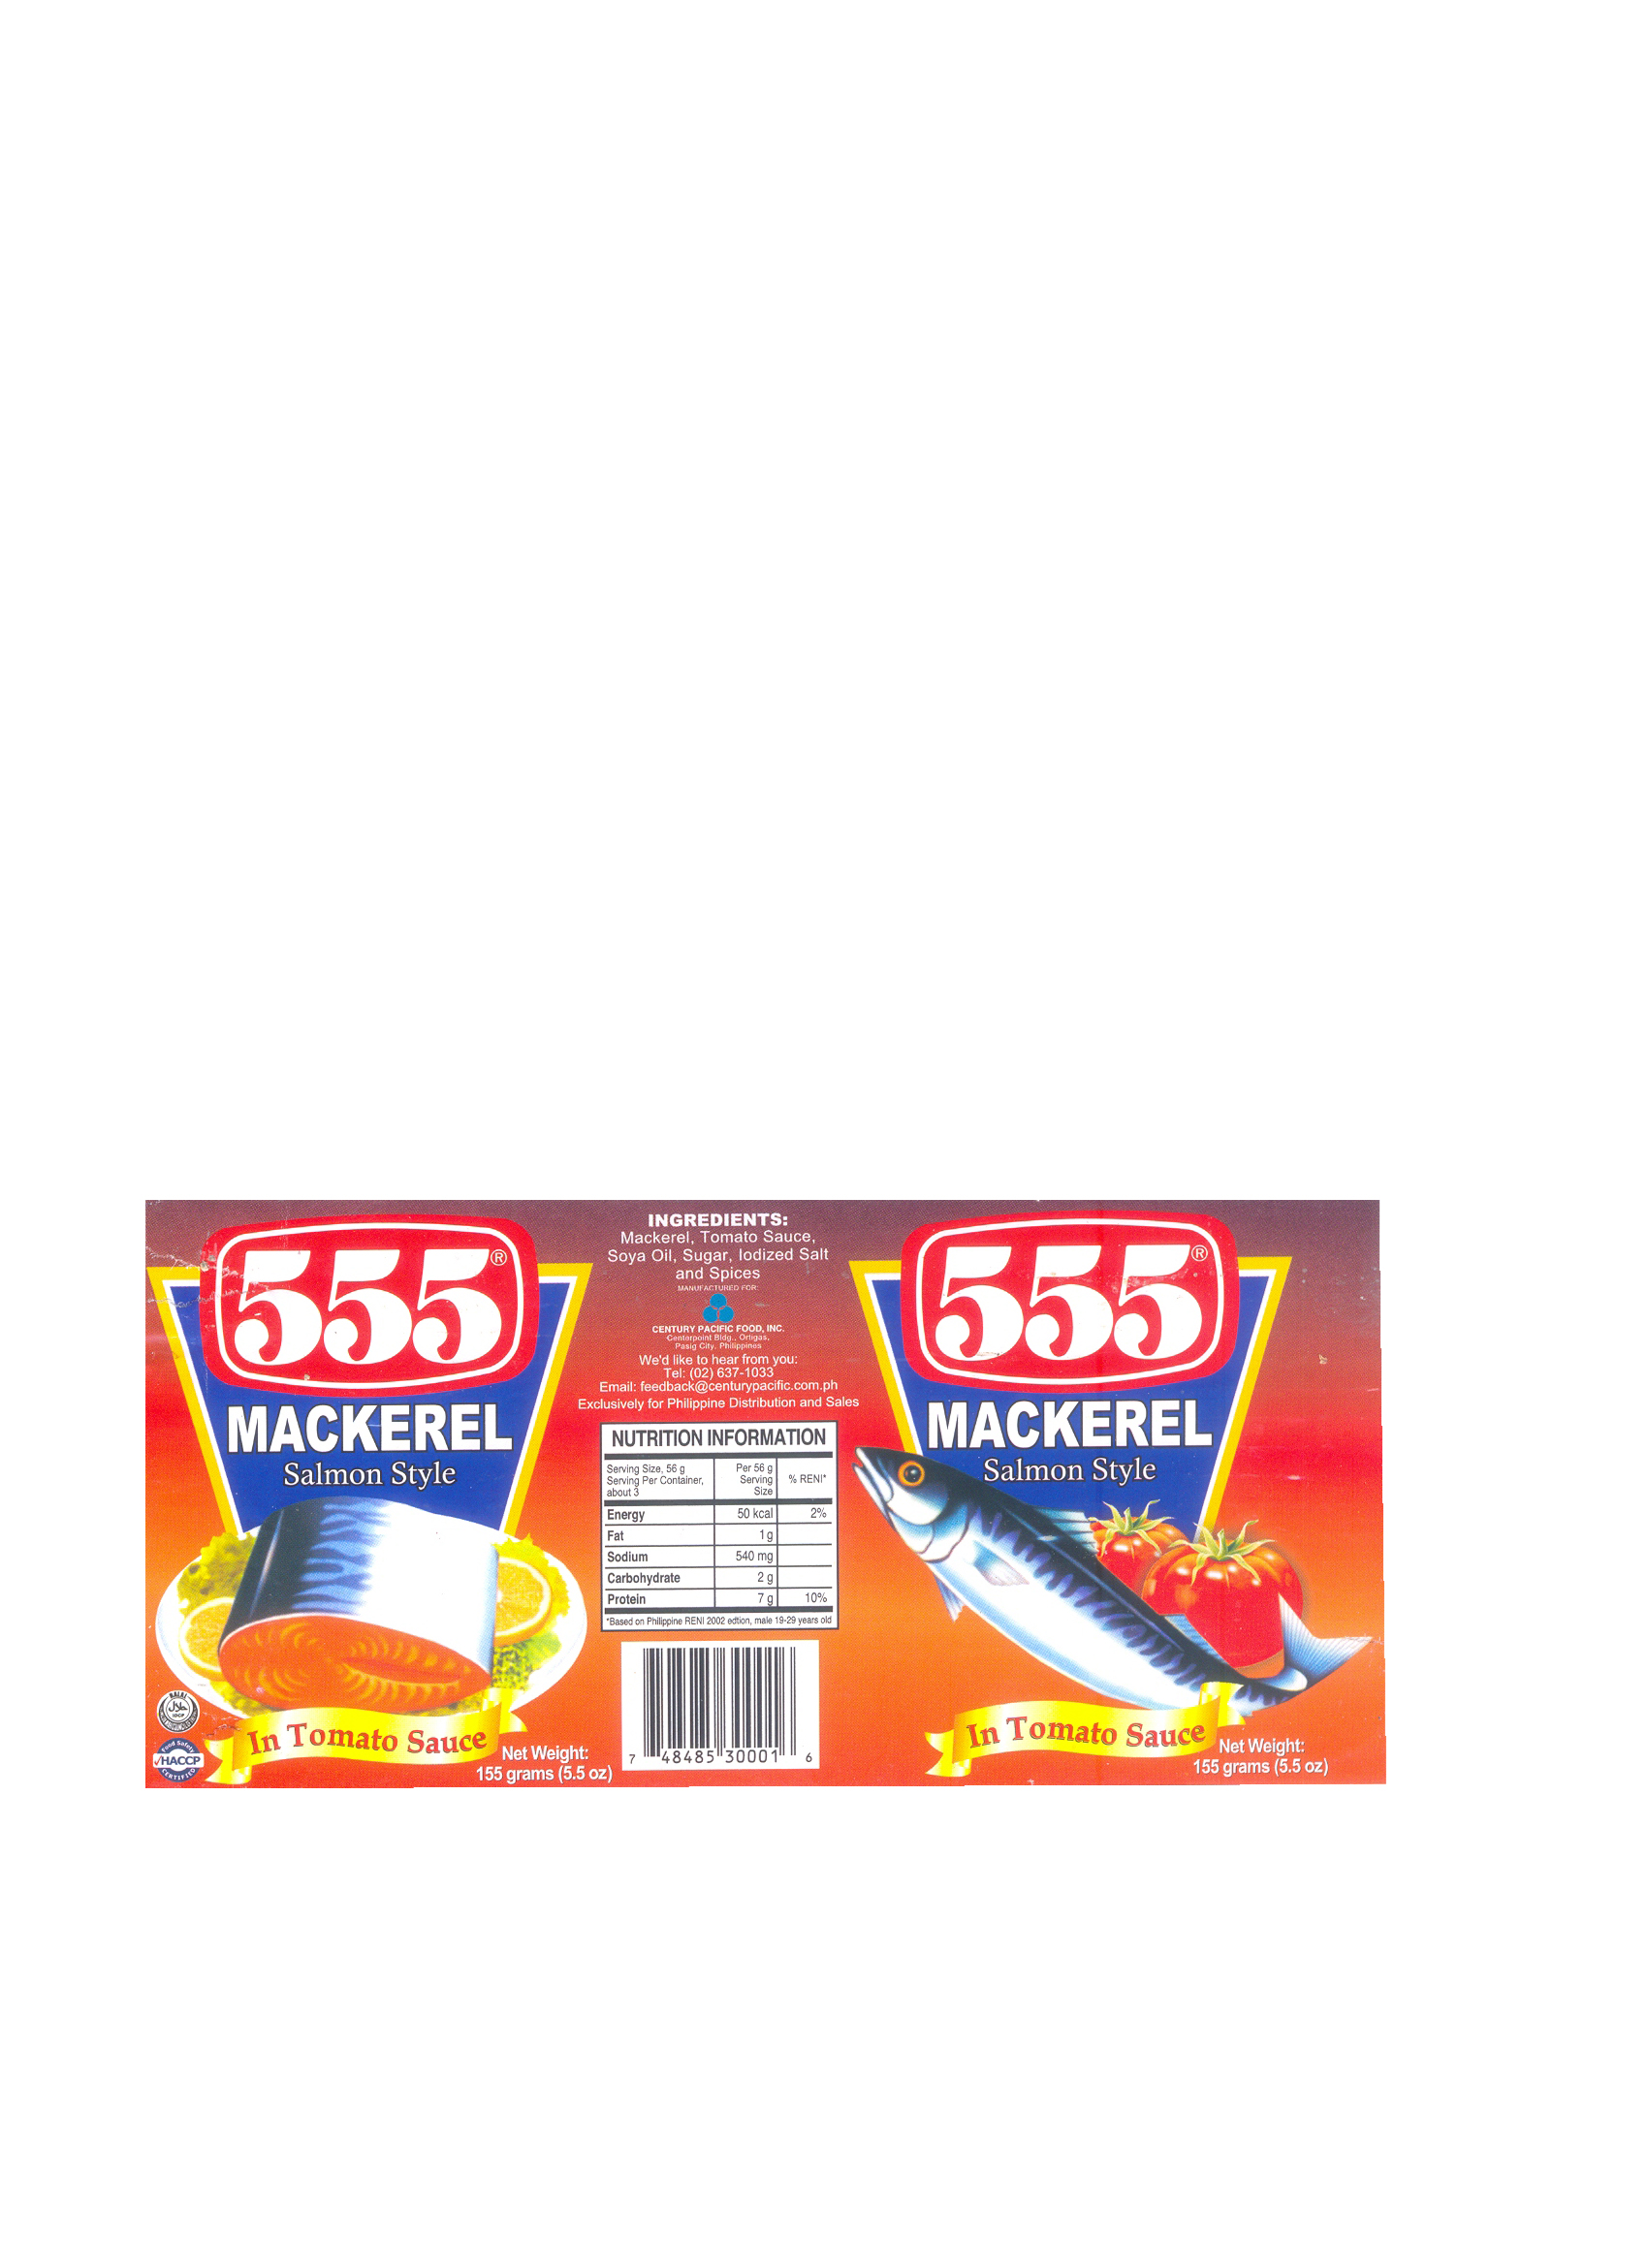 555®
MACKEREL
Salmon Style
In Tomato Sauce
Net Weight:
155 grams (5.5 oz)
HALAL
IDCP
Food Safety
HACCP
CERTIFIED
INGREDIENTS:
Mackerel, Tomato Sauce,
Soya Oil, Sugar, Iodized Salt
and Spices
MANUFACTURED FOR:
CENTURY PACIFIC FOOD, INC.
Centerpoint Bldg., Ortigas,
Pasig City, Philippines
We'd like to hear from you:
Tel: (02) 637-1033
Email: feedback@centurypacific.com.ph
Exclusively for Philippine Distribution and Sales
NUTRITION INFORMATION
Serving Size, 56 g
Serving Per Container,
about 3
Per 56 g
Serving
Size
% RENI*
Energy 50 kcal 2%
Fat 1 g
Sodium 540 mg
Carbohydrate 2 g
Protein 7 g 10%
*Based on Philippine RENI 2002 edtion, male 19-29 years old
7 48485 30001 6
555®
MACKEREL
Salmon Style
In Tomato Sauce
Net Weight:
155 grams (5.5 oz)